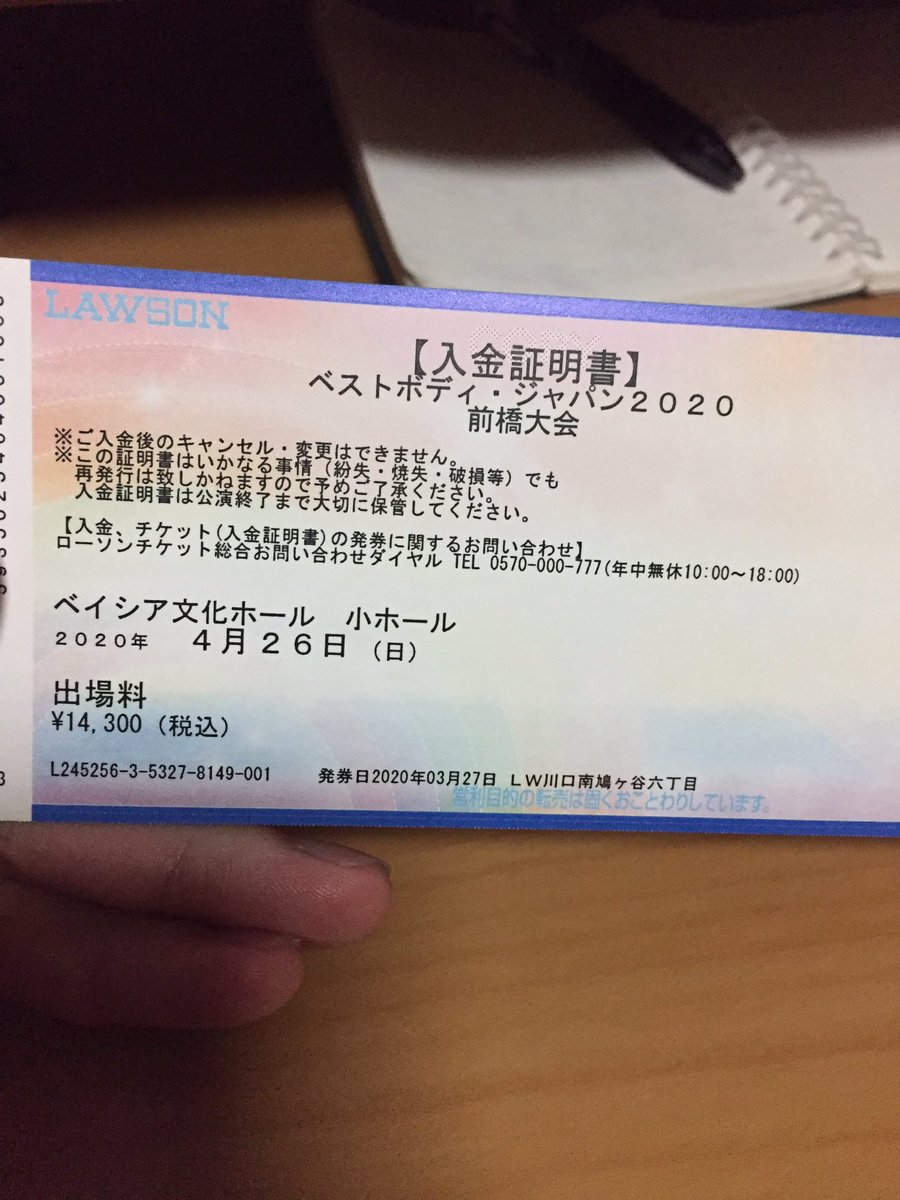 LAWSON
【入金証明書】
ベストボディ・ジャパン２０２０
前橋大会
※ご入金後のキャンセル・変更はできません。
※この証明書はいかなる事情（紛失・焼失・破損等）でも
再発行は致しかねますので予めご了承ください。
入金証明書は公演終了まで大切に保管してください。
【入金、チケット(入金証明書)の発券に関するお問い合わせ】
ローソンチケット総合お問い合わせダイヤル TEL 0570-000-777(年中無休10:00～18:00)
ベイシア文化ホール　小ホール
２０２０年　４月２６日（日）
出場料
¥14,300（税込）
L245256-3-5327-8149-001　発券日2020年03月27日 ＬＷ川口南鳩ヶ谷六丁目
営利目的の転売は固くおことわりしています。